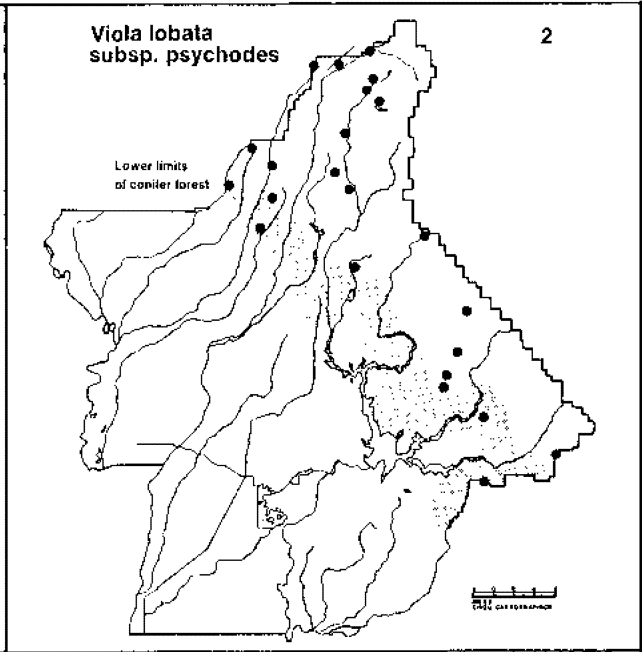 Viola lobata
subsp. psychodes
2
Lower limits
of conifer forest